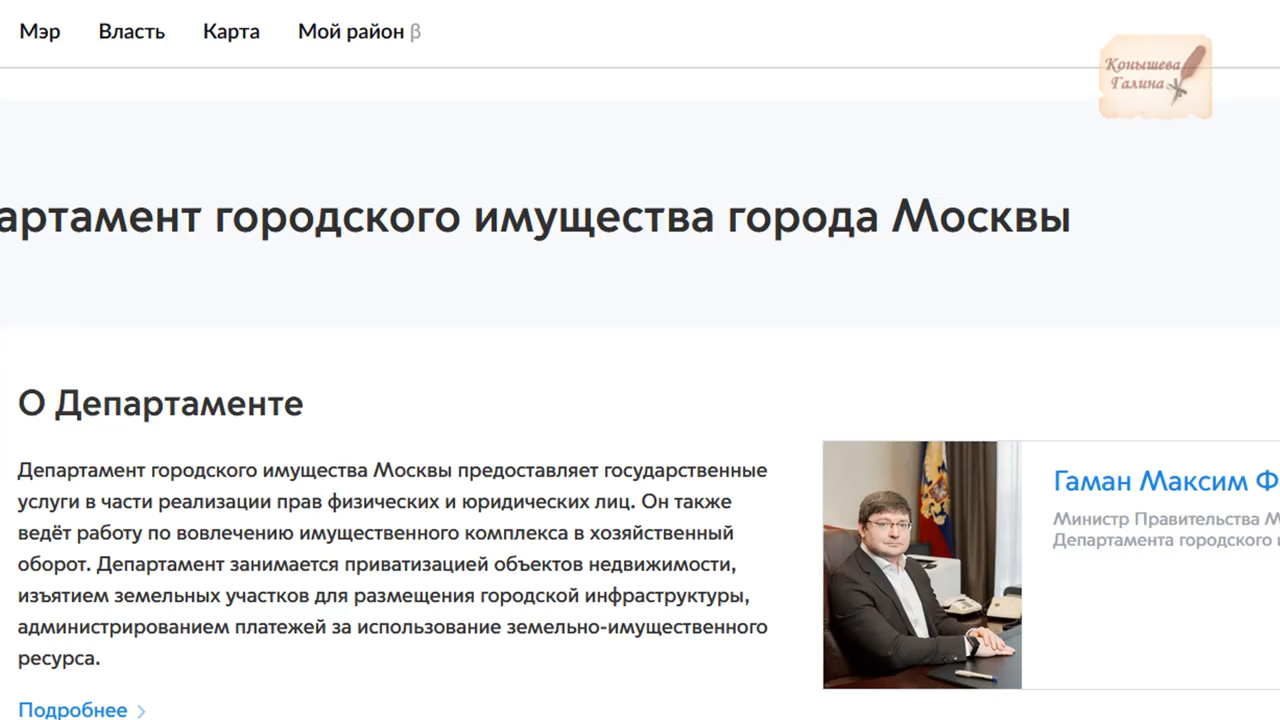 Мэр Власть Карта Мой район β
Конышева
Галина
артамент городского имущества города Москвы
О Департаменте
Департамент городского имущества Москвы предоставляет государственные
услуги в части реализации прав физических и юридических лиц. Он также
ведёт работу по вовлечению имущественного комплекса в хозяйственный
оборот. Департамент занимается приватизацией объектов недвижимости,
изъятием земельных участков для размещения городской инфраструктуры,
администрированием платежей за использование земельно-имущественного
ресурса.
Подробнее
Гаман Максим Ф
Министр Правительства М
Департамента городского и